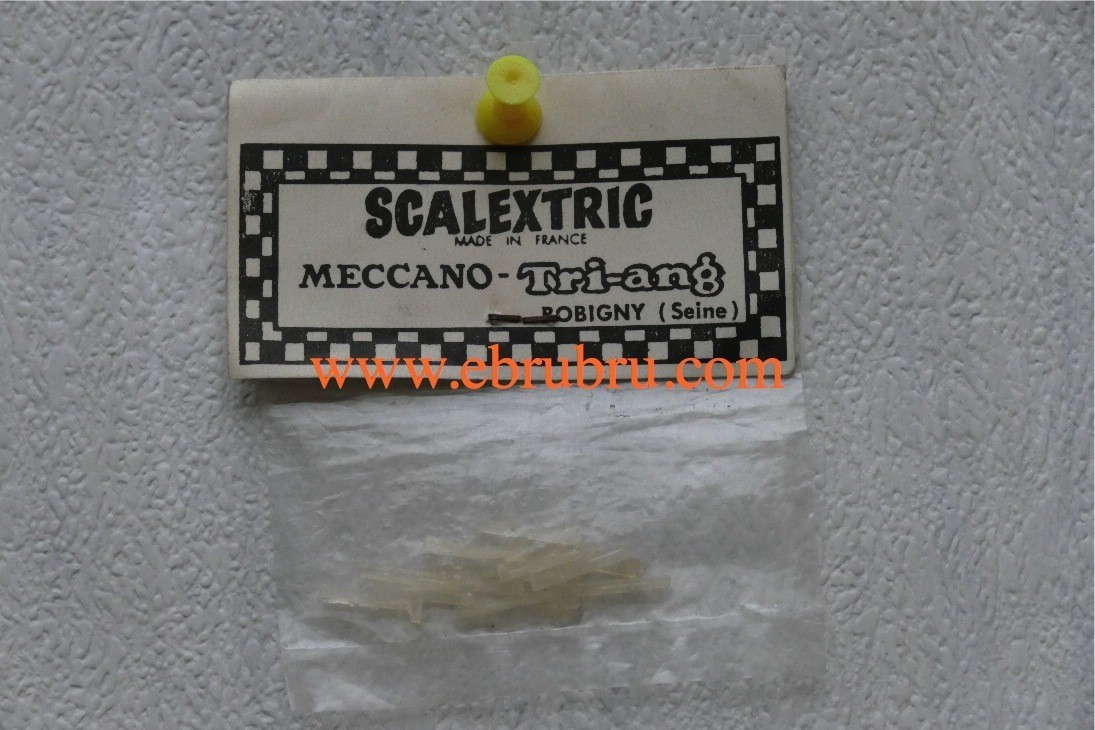 SCALEXTRIC
MADE IN FRANCE
MECCANO - Tri-ang
BOBIGNY (Seine)
www.ebrubru.com